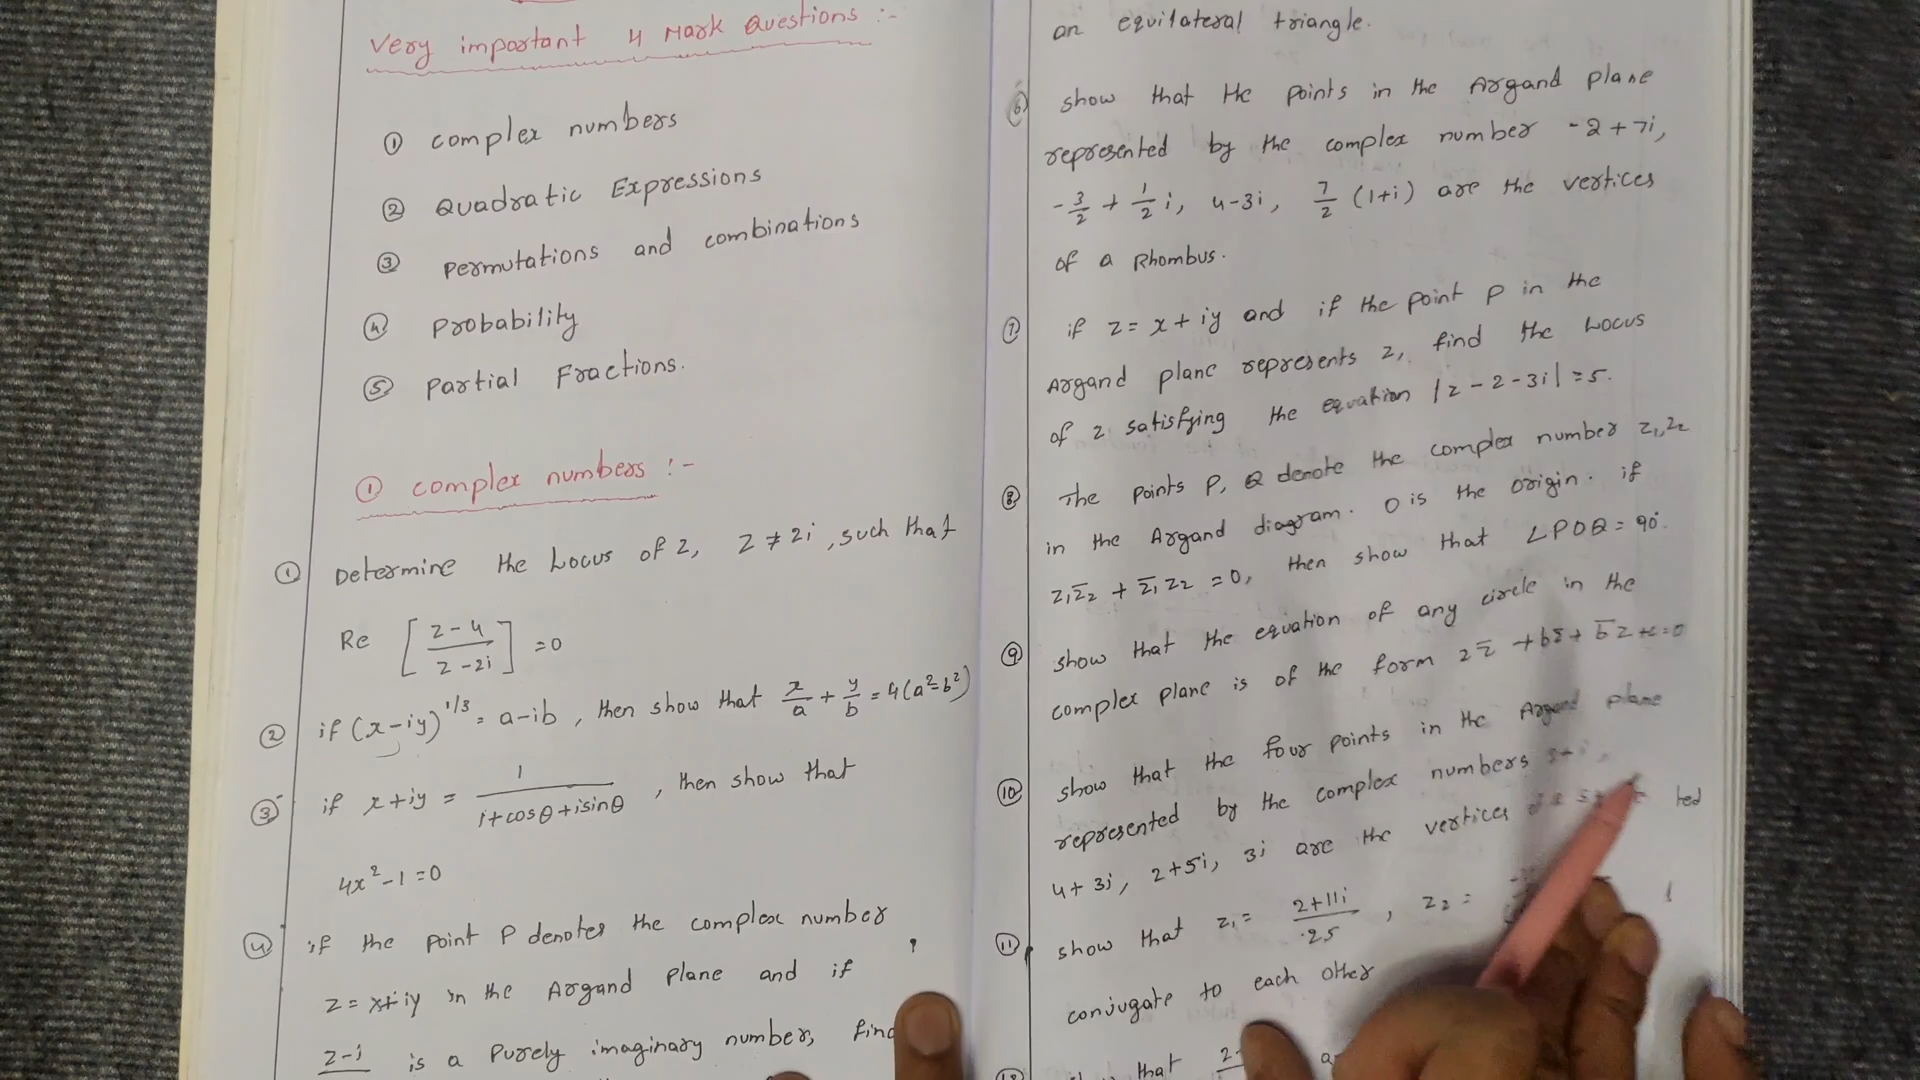 Very important 4 Mark Questions :-
① complex numbers
② Quadratic Expressions
③ permutations and combinations
④ probability
⑤ Partial Fractions.
① complex numbers :-
① Determine the Locus of z, z ≠ 2i, such that
Re [ z-4 / z-2i ] = 0
② if (x-iy)^1/3 = a-ib, then show that x/a + y/b = 4(a²-b²)
③ if x+iy = 1 / 1+cosθ+isinθ, then show that
4x²-1=0
④ if the point P denotes the complex number
z = x+iy in the Argand plane and if
z-i is a purely imaginary number,
an equilateral triangle.
⑥ show that the points in the Argand plane
represented by the complex number -2+7i,
-3/2 + 1/2 i, 4-3i, 7/2 (1+i) are the vertices
of a Rhombus.
⑦ if z = x+iy and if the point P in the
Argand plane represents z, find the Locus
of z satisfying the equation |z-2-3i|=5.
⑧ The points P, Q denote the complex number z₁,z₂
in the Argand diagram. O is the origin. if
z₁z̄₂ + z̄₁z₂ = 0, then show that ∠POQ = 90°.
⑨ show that the equation of any circle in the
complex plane is of the form zz̄ + bz̄ + b̄z+c=0
⑩ show that the four points in the Argand plane
represented by the complex numbers
4+3i, 2+5i, 3i are the vertices
⑪ show that z₁ = 2+11i / 25, z₂ =
conjugate to each other
that